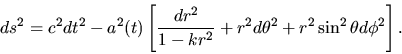 ds^2 = c^2dt^2 - a^2(t) \left[ \frac{dr^2}{1 - kr^2} + r^2d\theta^2 + r^2 \sin^2 \theta d\phi^2 \right].